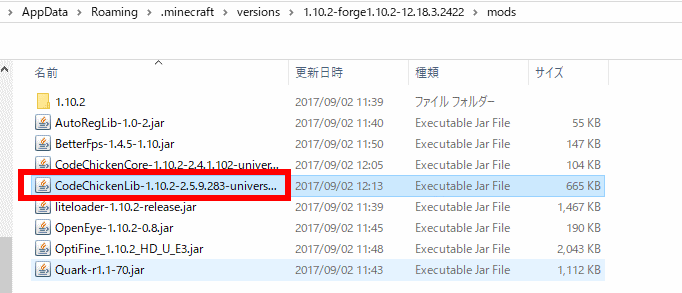 AppData > Roaming > .minecraft > versions > 1.10.2-forge1.10.2-12.18.3.2422 > mods
名前 更新日時 種類 サイズ
1.10.2 2017/09/02 11:39 ファイル フォルダー
AutoRegLib-1.0-2.jar 2017/09/02 11:40 Executable Jar File 55 KB
BetterFps-1.4.5-1.10.jar 2017/09/02 11:50 Executable Jar File 147 KB
CodeChickenCore-1.10.2-2.4.1.102-univer... 2017/09/02 12:05 Executable Jar File 104 KB
CodeChickenLib-1.10.2-2.5.9.283-univers... 2017/09/02 12:13 Executable Jar File 665 KB
liteloader-1.10.2-release.jar 2017/09/02 11:39 Executable Jar File 1,467 KB
OpenEye-1.10.2-0.8.jar 2017/09/02 11:45 Executable Jar File 190 KB
OptiFine_1.10.2_HD_U_E3.jar 2017/09/02 11:48 Executable Jar File 2,043 KB
Quark-r1.1-70.jar 2017/09/02 11:43 Executable Jar File 1,112 KB